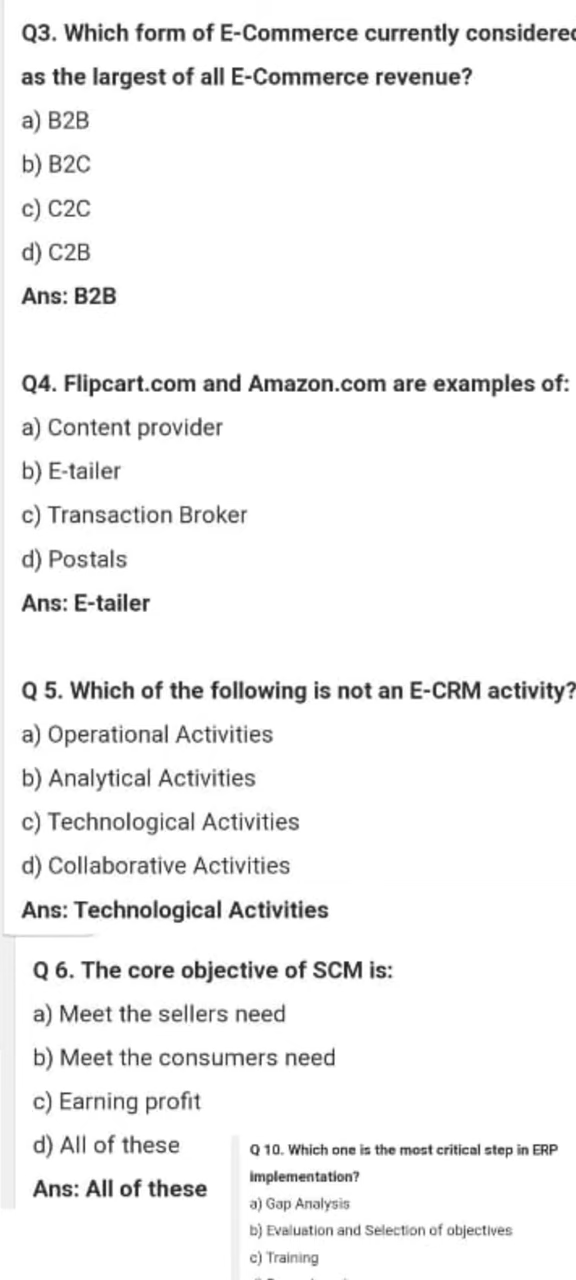 Q3. Which form of E-Commerce currently considered
as the largest of all E-Commerce revenue?
a) B2B
b) B2C
c) C2C
d) C2B
Ans: B2B
Q4. Flipcart.com and Amazon.com are examples of:
a) Content provider
b) E-tailer
c) Transaction Broker
d) Postals
Ans: E-tailer
Q 5. Which of the following is not an E-CRM activity?
a) Operational Activities
b) Analytical Activities
c) Technological Activities
d) Collaborative Activities
Ans: Technological Activities
Q 6. The core objective of SCM is:
a) Meet the sellers need
b) Meet the consumers need
c) Earning profit
d) All of these
Ans: All of these
Q 10. Which one is the most critical step in ERP
implementation?
a) Gap Analysis
b) Evaluation and Selection of objectives
c) Training